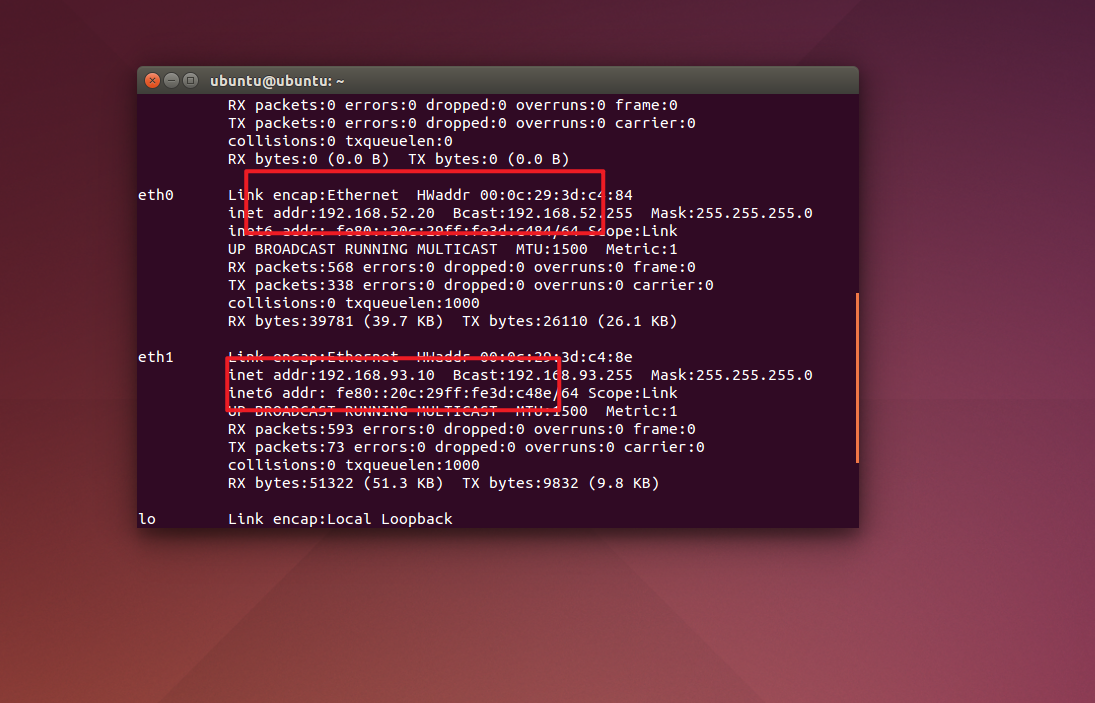 ubuntu@ubuntu: ~
RX packets:0 errors:0 dropped:0 overruns:0 frame:0
TX packets:0 errors:0 dropped:0 overruns:0 carrier:0
collisions:0 txqueuelen:0
RX bytes:0 (0.0 B)  TX bytes:0 (0.0 B)
eth0 Link encap:Ethernet  HWaddr 00:0c:29:3d:c4:84
inet addr:192.168.52.20  Bcast:192.168.52.255  Mask:255.255.255.0
inet6 addr: fe80::20c:29ff:fe3d:c484/64 Scope:Link
UP BROADCAST RUNNING MULTICAST  MTU:1500  Metric:1
RX packets:568 errors:0 dropped:0 overruns:0 frame:0
TX packets:338 errors:0 dropped:0 overruns:0 carrier:0
collisions:0 txqueuelen:1000
RX bytes:39781 (39.7 KB)  TX bytes:26110 (26.1 KB)
eth1 Link encap:Ethernet  HWaddr 00:0c:29:3d:c4:8e
inet addr:192.168.93.10  Bcast:192.168.93.255  Mask:255.255.255.0
inet6 addr: fe80::20c:29ff:fe3d:c48e/64 Scope:Link
UP BROADCAST RUNNING MULTICAST  MTU:1500  Metric:1
RX packets:593 errors:0 dropped:0 overruns:0 frame:0
TX packets:73 errors:0 dropped:0 overruns:0 carrier:0
collisions:0 txqueuelen:1000
RX bytes:51322 (51.3 KB)  TX bytes:9832 (9.8 KB)
lo Link encap:Local Loopback